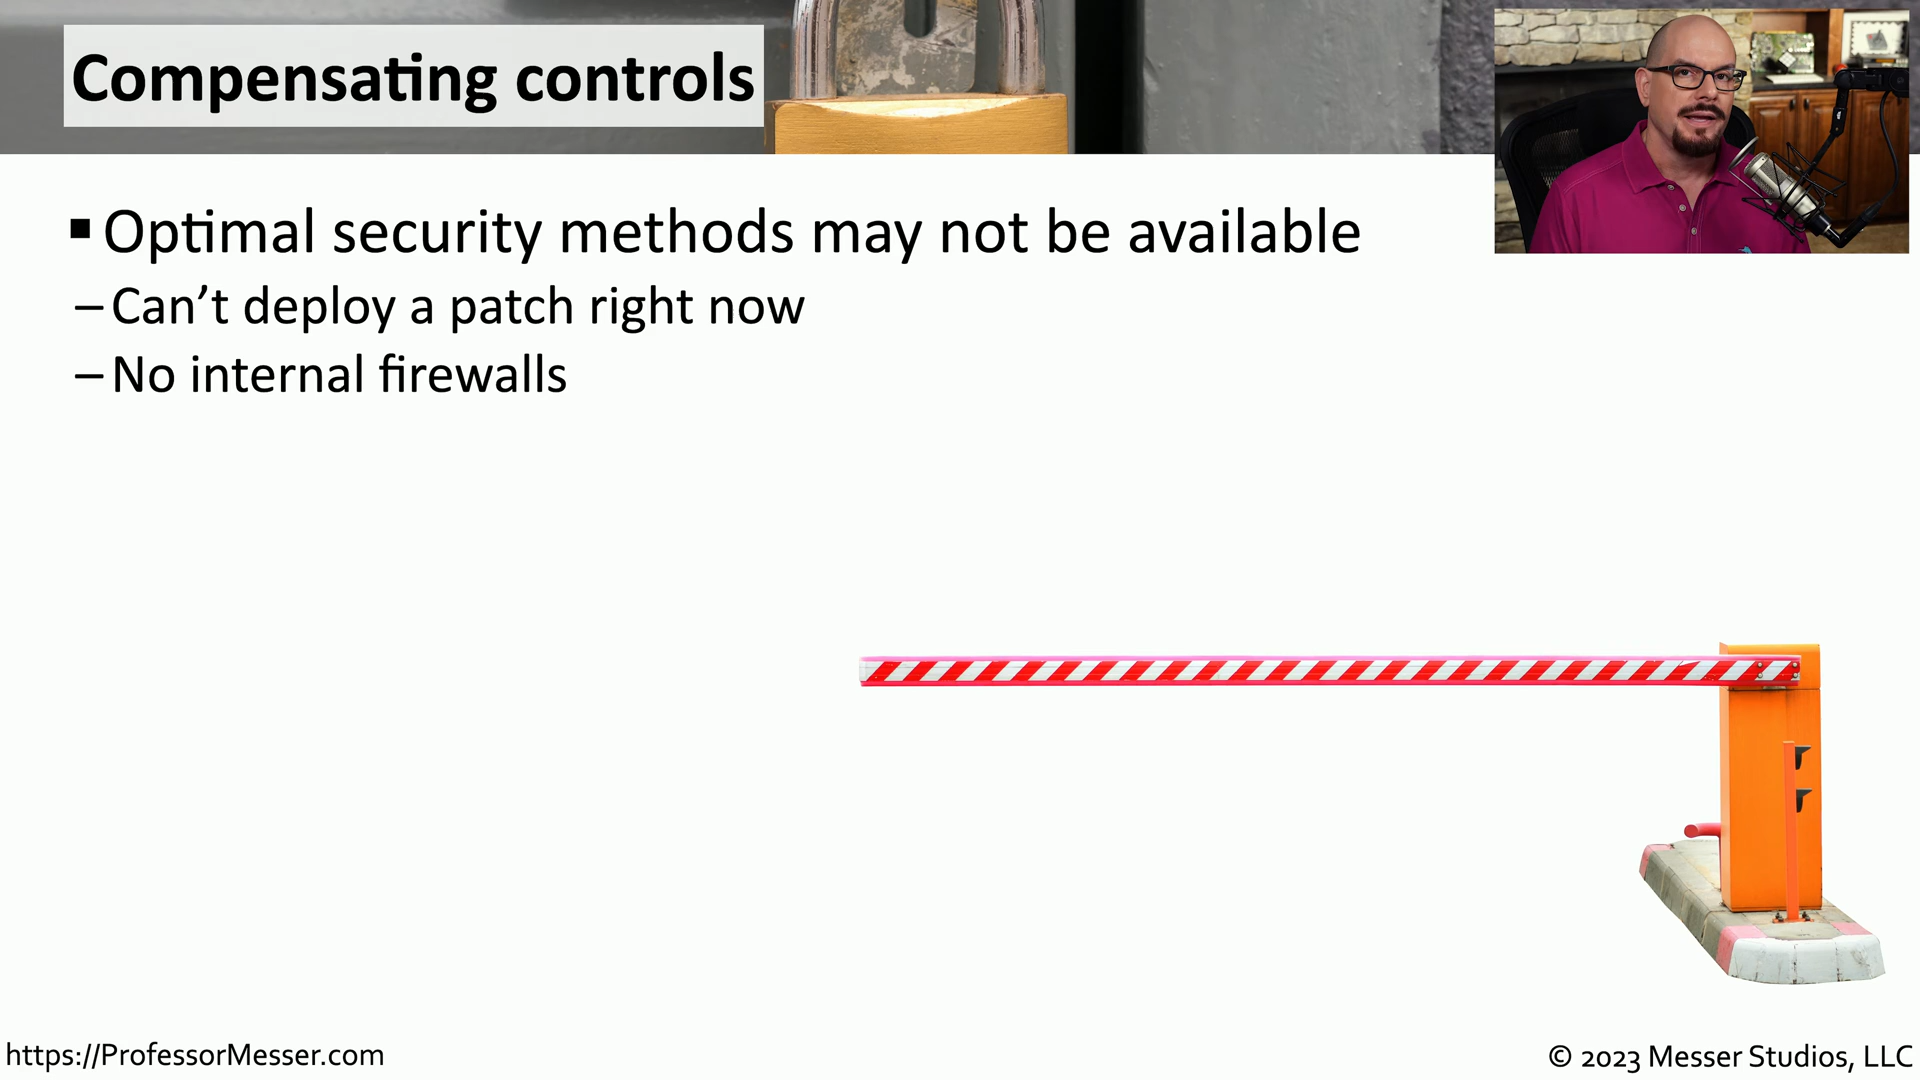 Compensating controls
▪ Optimal security methods may not be available
– Can’t deploy a patch right now
– No internal firewalls
https://ProfessorMesser.com
© 2023 Messer Studios, LLC